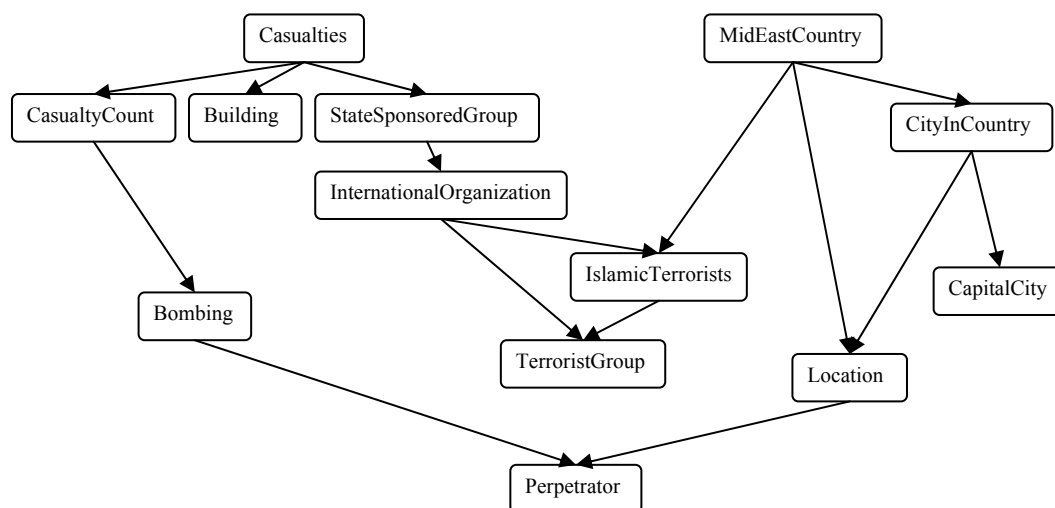 Casualties
MidEastCountry
CasualtyCount
Building
StateSponsoredGroup
CityInCountry
InternationalOrganization
IslamicTerrorists
CapitalCity
Bombing
TerroristGroup
Location
Perpetrator